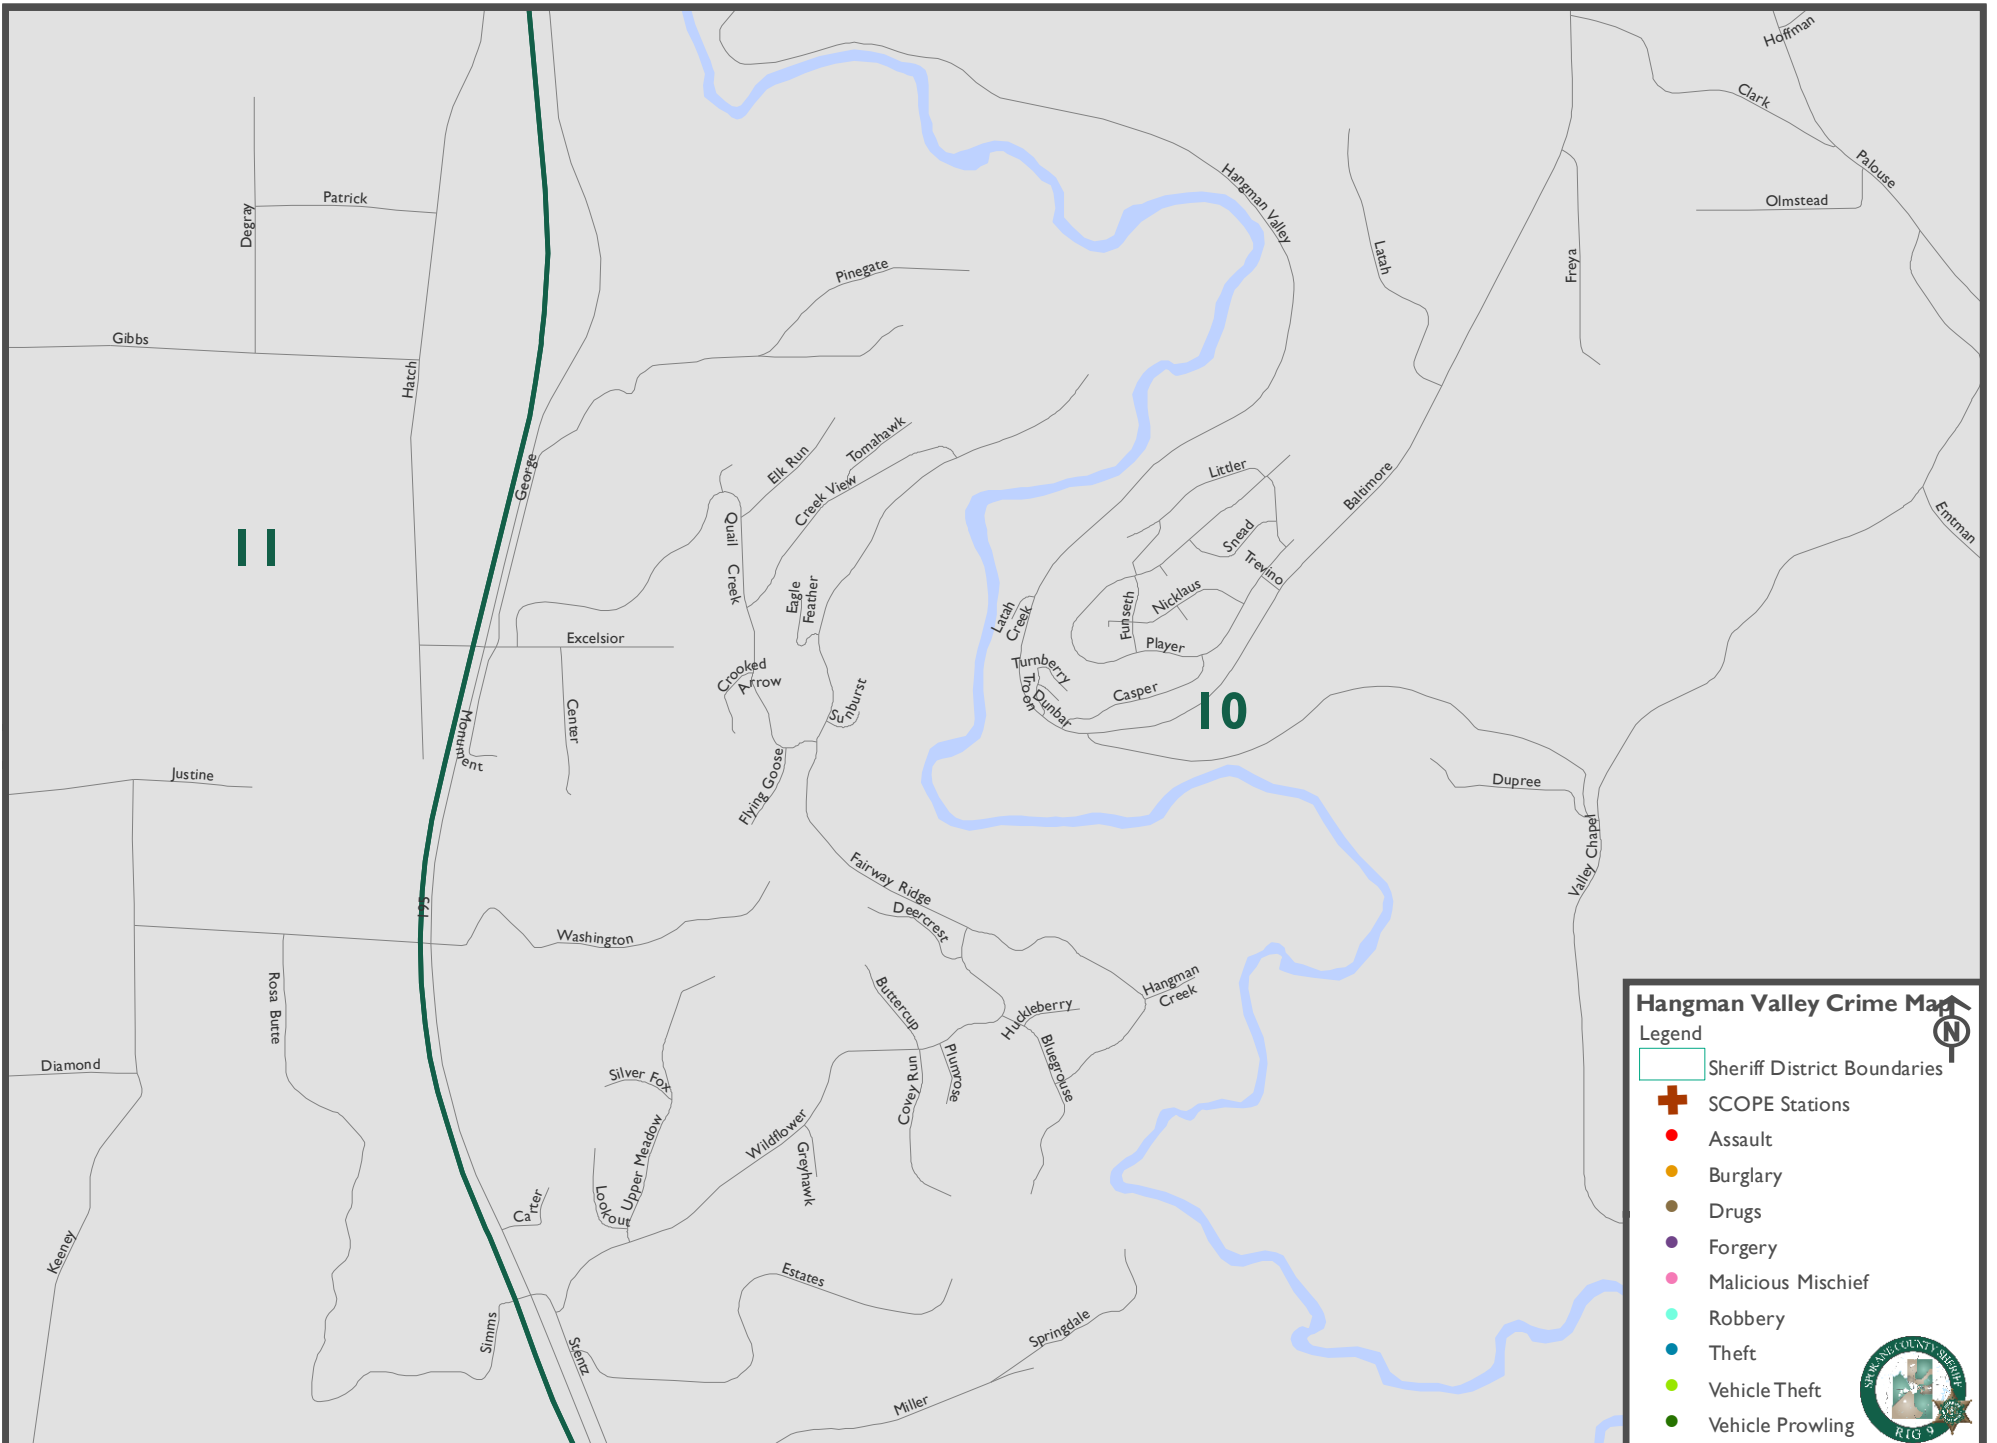 Hoffman
Clark
Palouse
Hangman Valley
Patrick
Degray
Olmstead
Latah
Freya
Pinegate
Gibbs
Hatch
George
Tomahawk
Elk Run
Creek View
Littler
Baltimore
Quail Creek
Snead
Emtman
11
Trevino
Eagle
Feather
Nicklaus
Funseth
Latah
Creek
Excelsior
Player
Crooked
Arrow
Turnberry
Troon
Dunbar
Casper
10
Sunburst
Center
Monument
Justine
Flying Goose
Dupree
Valley Chapel
Fairway Ridge
195
Deercrest
Washington
Rosa Butte
Buttercup
Hangman
Creek
Huckleberry
Diamond
Silver Fox
Covey Run
Plumrose
Bluegrouse
Wildflower
Upper Meadow
Greyhawk
Lookout
Carter
Keeney
Estates
Simms
Stentz
Springdale
Miller
Hangman Valley Crime Map
N
Legend
Sheriff District Boundaries
SCOPE Stations
Assault
Burglary
Drugs
Forgery
Malicious Mischief
Robbery
Theft
Vehicle Theft
Vehicle Prowling
SPOKANE COUNTY SHERIFF
RIG 9